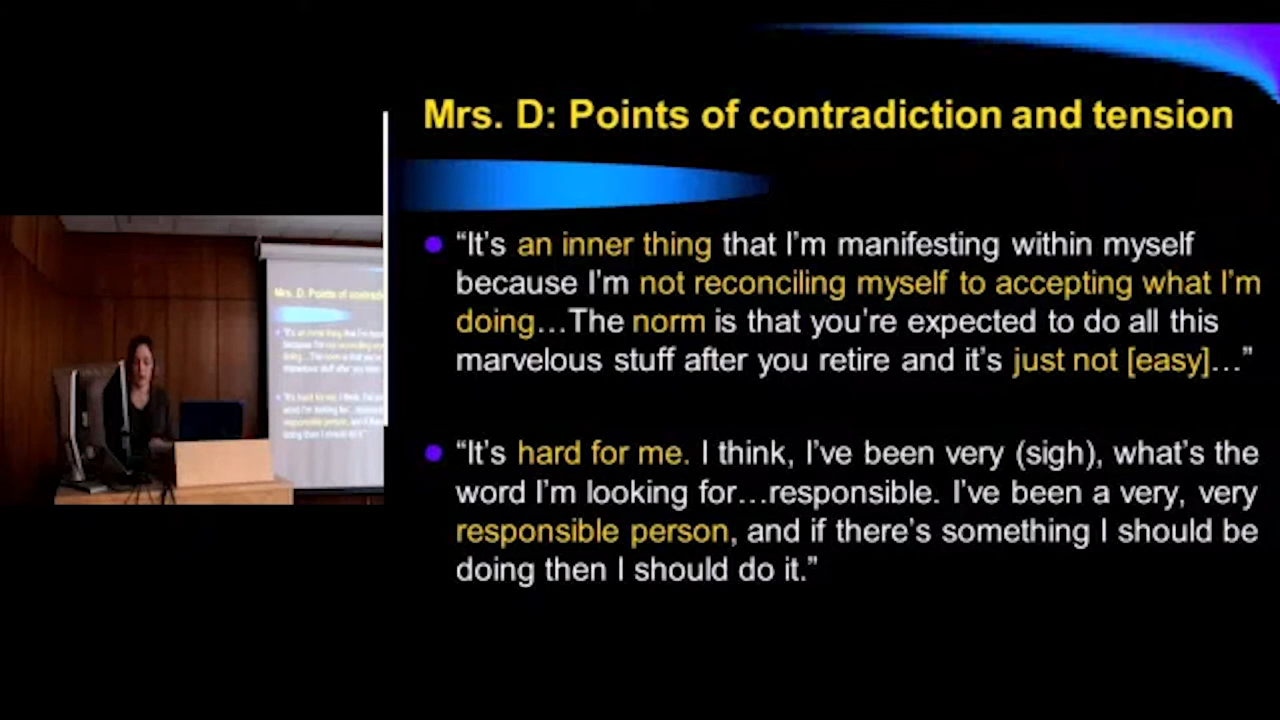 Mrs. D: Points of contradiction and tension
“It’s an inner thing that I’m manifesting within myself
because I’m not reconciling myself to accepting what I’m
doing…The norm is that you’re expected to do all this
marvelous stuff after you retire and it’s just not [easy]…”
“It’s hard for me. I think, I’ve been very (sigh), what’s the
word I’m looking for…responsible. I’ve been a very, very
responsible person, and if there’s something I should be
doing then I should do it.”
Mrs. D: Points of